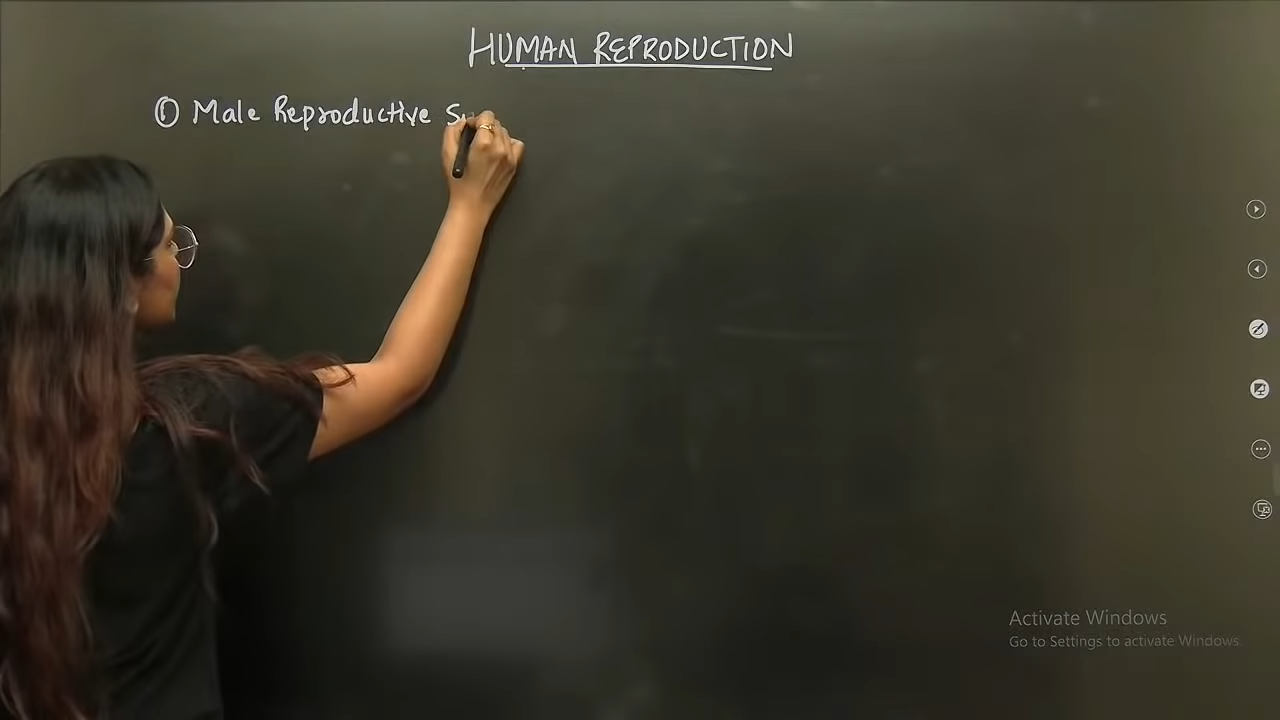 HUMAN REPRODUCTION
① Male Reproductive
Activate Windows
Go to Settings to activate Windows.